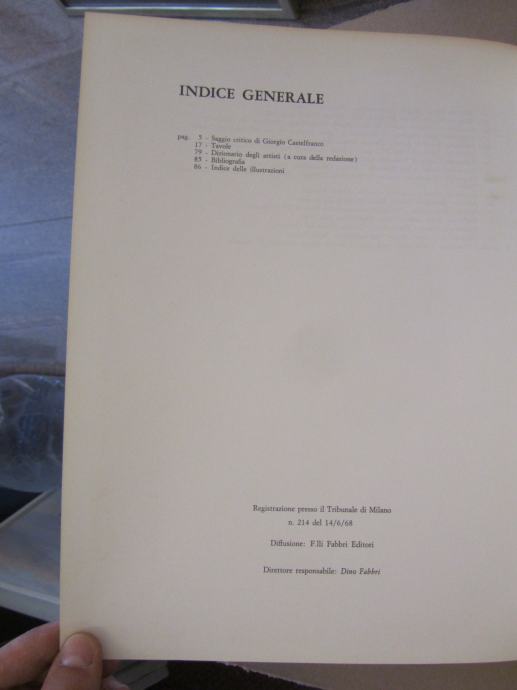 INDICE GENERALE
pag. 5 - Saggio critico di Giorgio Castelfranco
17 - Tavole
79 - Dizionario degli artisti (a cura della redazione)
85 - Bibliografia
86 - Indice delle illustrazioni
Registrazione presso il Tribunale di Milano
n. 214 del 14/6/68
Diffusione: F.lli Fabbri Editori
Direttore responsabile: Dino Fabbri